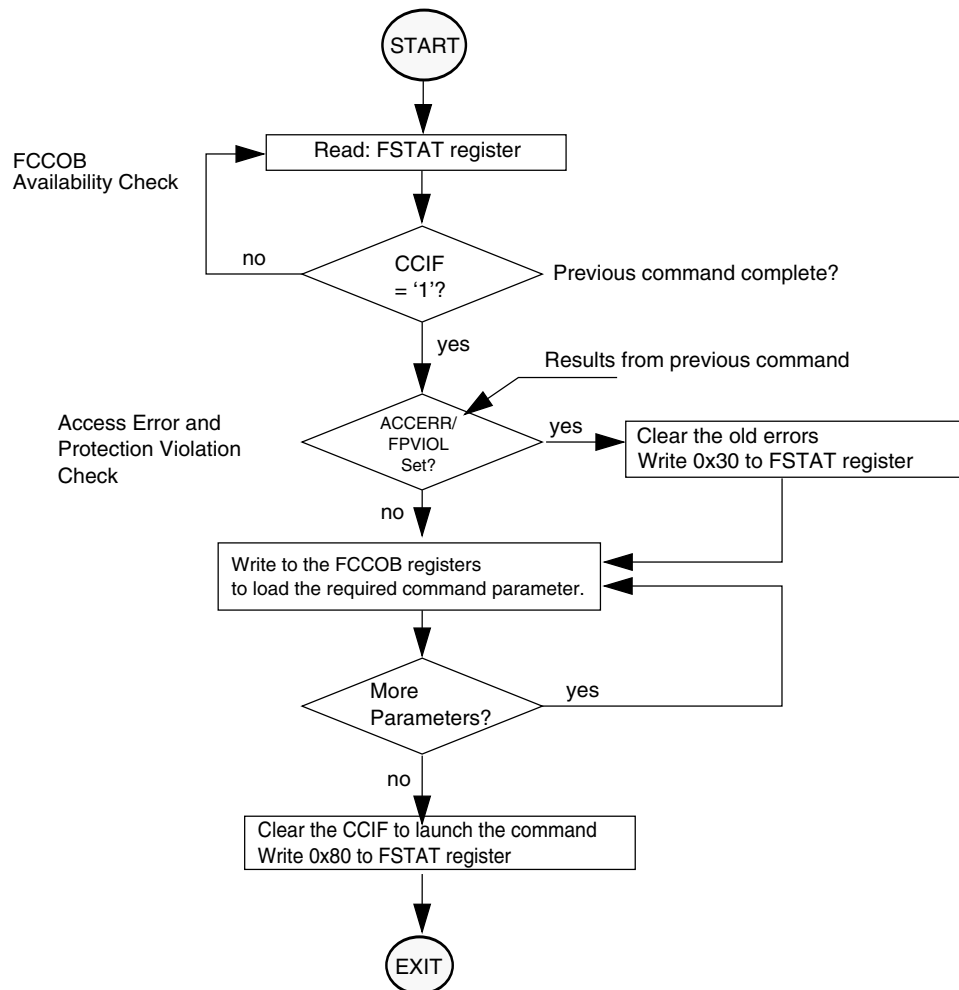 START
Read: FSTAT register
FCCOB
Availability Check
no
CCIF
= ‘1’?
Previous command complete?
yes
Results from previous command
Access Error and
Protection Violation
Check
ACCERR/
FPVIOL
Set?
yes
Clear the old errors
Write 0x30 to FSTAT register
no
Write to the FCCOB registers
to load the required command parameter.
More
Parameters?
yes
no
Clear the CCIF to launch the command
Write 0x80 to FSTAT register
EXIT